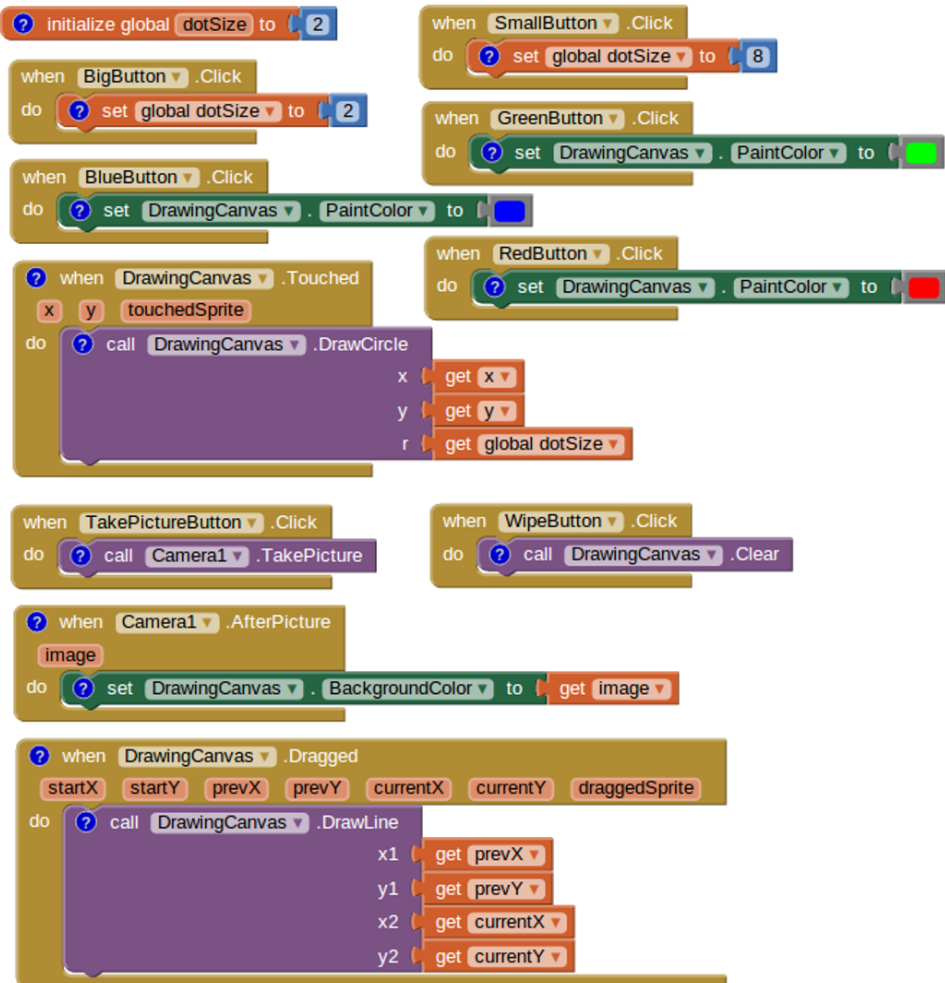 initialize global dotSize to 2
when BigButton .Click
do set global dotSize to 2
when SmallButton .Click
do set global dotSize to 8
when GreenButton .Click
do set DrawingCanvas . PaintColor to
when BlueButton .Click
do set DrawingCanvas . PaintColor to
when RedButton .Click
do set DrawingCanvas . PaintColor to
when DrawingCanvas .Touched
x y touchedSprite
do call DrawingCanvas .DrawCircle
x get x
y get y
r get global dotSize
when TakePictureButton .Click
do call Camera1 .TakePicture
when WipeButton .Click
do call DrawingCanvas .Clear
when Camera1 .AfterPicture
image
do set DrawingCanvas . BackgroundColor to get image
when DrawingCanvas .Dragged
startX startY prevX prevY currentX currentY draggedSprite
do call DrawingCanvas .DrawLine
x1 get prevX
y1 get prevY
x2 get currentX
y2 get currentY